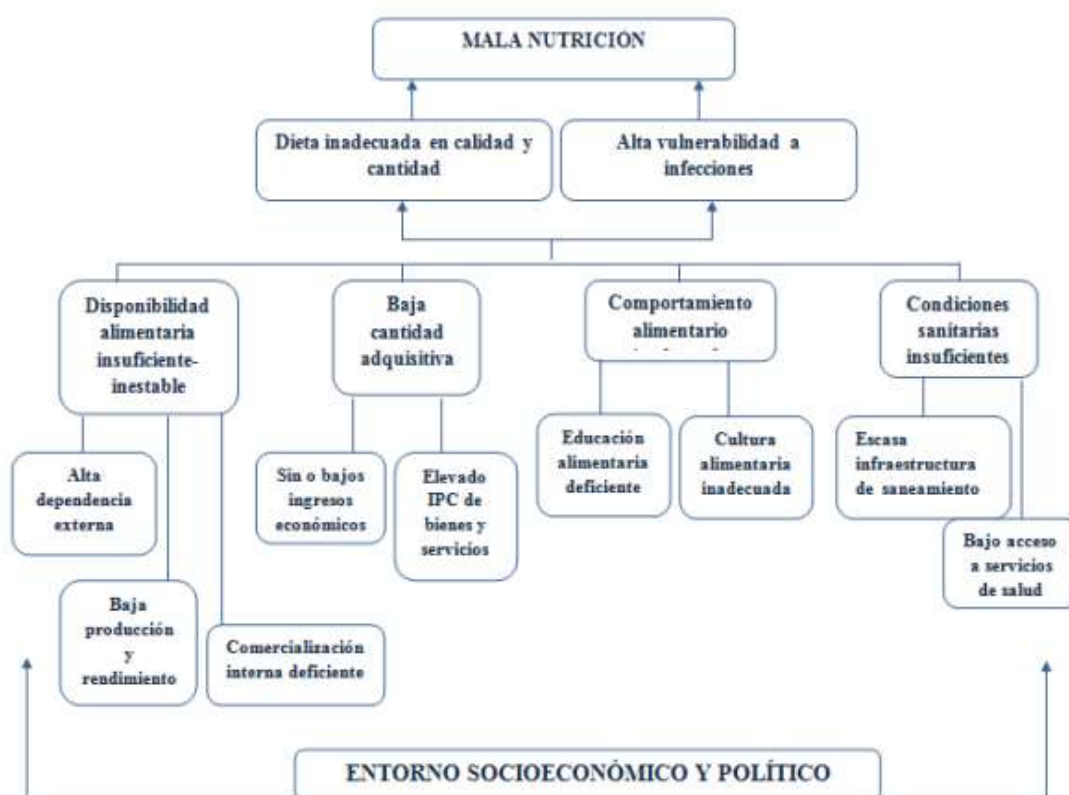 MALA NUTRICIÓN
Dieta inadecuada en calidad y
cantidad
Alta vulnerabilidad a
infecciones
Disponibilidad
alimentaria
insuficiente-
inestable
Baja
cantidad
adquisitiva
Comportamiento
alimentario
Condiciones
sanitarias
insuficientes
Alta
dependencia
externa
Sin o bajos
ingresos
económicos
Elevado
IPC de
bienes y
servicios
Educación
alimentaria
deficiente
Cultura
alimentaria
inadecuada
Escasa
infraestructura
de saneamiento
Bajo acceso
a servicios
de salud
Baja
producción
y
rendimiento
Comercialización
interna deficiente
ENTORNO SOCIOECONÓMICO Y POLÍTICO